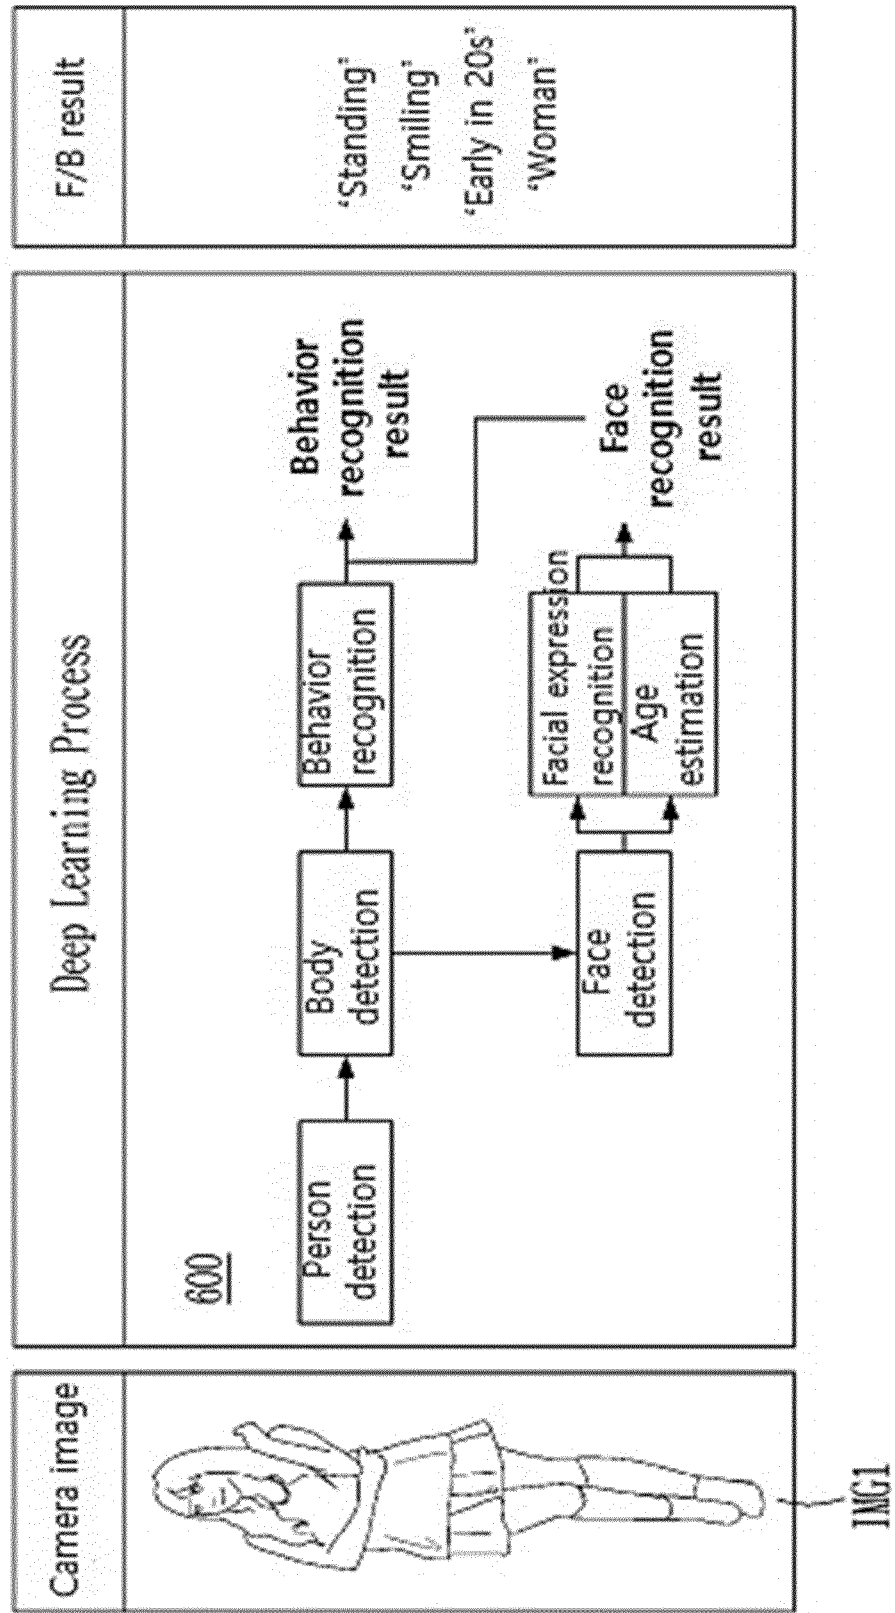 Camera image
IMG1
Deep Learning Process
600
Person
detection
Body
detection
Behavior
recognition
Behavior
recognition
result
Face
detection
Facial expression
recognition
Age
estimation
Face
recognition
result
F/B result
‘Standing’
‘Smiling’
‘Early in 20s’
‘Woman’